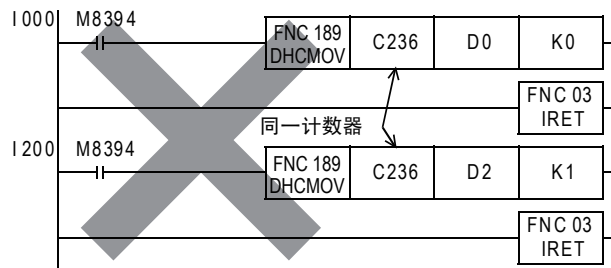 I000 M8394
FNC 189 DHCMOV C236 D0 K0
FNC 03 IRET
同一计数器
I200 M8394
FNC 189 DHCMOV C236 D2 K1
FNC 03 IRET